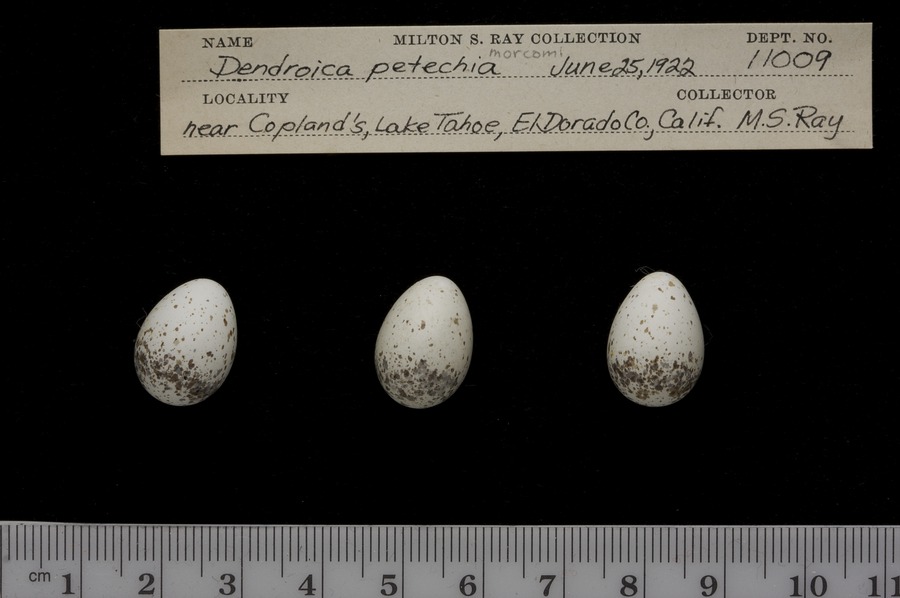 NAME MILTON S. RAY COLLECTION DEPT. NO.
morcomi
Dendroica petechia June 25, 1922 11009
LOCALITY COLLECTOR
near Copland's, Lake Tahoe, El Dorado Co., Calif. M.S. Ray
cm 1 2 3 4 5 6 7 8 9 10 11